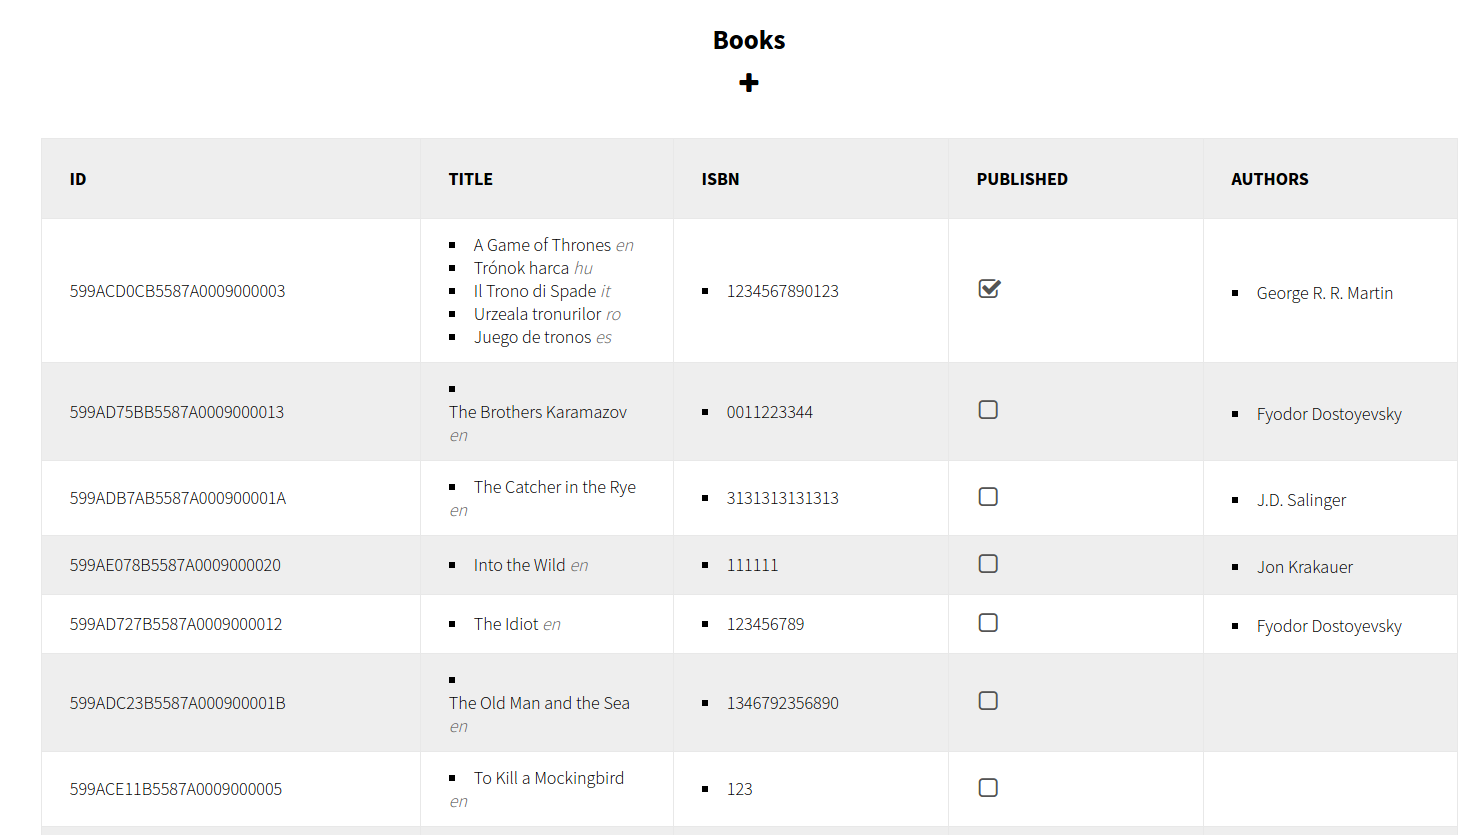 Books
ID TITLE ISBN PUBLISHED AUTHORS
599ACD0CB5587A0009000003
A Game of Thrones en
Trónok harca hu
Il Trono di Spade it
Urzeala tronurilor ro
Juego de tronos es
1234567890123
George R. R. Martin
599AD75BB5587A0009000013
The Brothers Karamazov
en
0011223344
Fyodor Dostoyevsky
599ADB7AB5587A000900001A
The Catcher in the Rye
en
3131313131313
J.D. Salinger
599AE078B5587A0009000020
Into the Wild en
111111
Jon Krakauer
599AD727B5587A0009000012
The Idiot en
123456789
Fyodor Dostoyevsky
599ADC23B5587A000900001B
The Old Man and the Sea
en
1346792356890
599ACE11B5587A0009000005
To Kill a Mockingbird
en
123